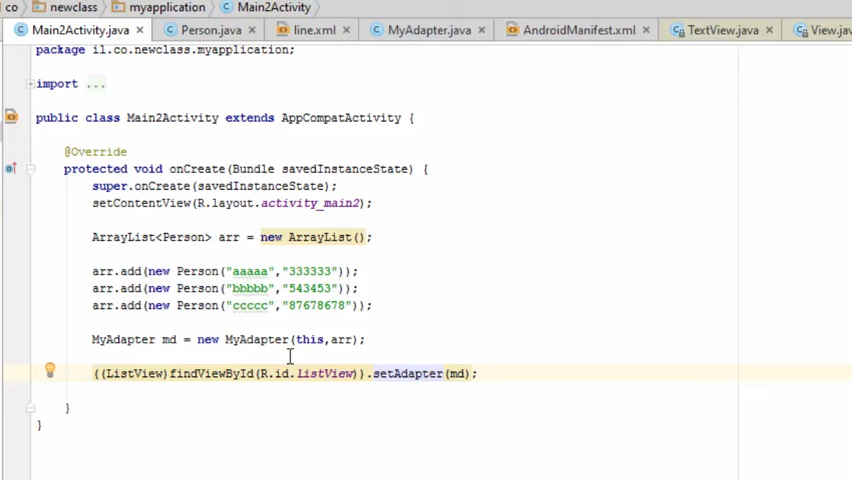 co newclass myapplication Main2Activity
Main2Activity.java Person.java line.xml MyAdapter.java AndroidManifest.xml TextView.java View.jav
package il.co.newclass.myapplication;
import ...
public class Main2Activity extends AppCompatActivity {
@Override
protected void onCreate(Bundle savedInstanceState) {
super.onCreate(savedInstanceState);
setContentView(R.layout.activity_main2);
ArrayList<Person> arr = new ArrayList();
arr.add(new Person("aaaaa","333333"));
arr.add(new Person("bbbbb","543453"));
arr.add(new Person("ccccc","87678678"));
MyAdapter md = new MyAdapter(this,arr);
((ListView)findViewById(R.id.listView)).setAdapter(md);
}
}